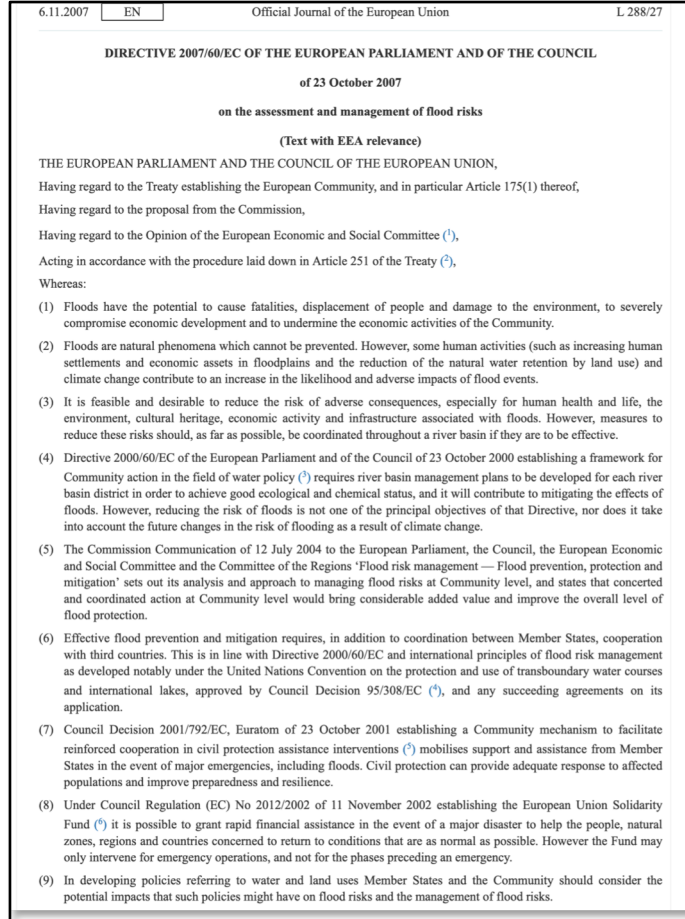 6.11.2007 EN Official Journal of the European Union L 288/27
DIRECTIVE 2007/60/EC OF THE EUROPEAN PARLIAMENT AND OF THE COUNCIL
of 23 October 2007
on the assessment and management of flood risks
(Text with EEA relevance)
THE EUROPEAN PARLIAMENT AND THE COUNCIL OF THE EUROPEAN UNION,
Having regard to the Treaty establishing the European Community, and in particular Article 175(1) thereof,
Having regard to the proposal from the Commission,
Having regard to the Opinion of the European Economic and Social Committee (1),
Acting in accordance with the procedure laid down in Article 251 of the Treaty (2),
Whereas:
(1) Floods have the potential to cause fatalities, displacement of people and damage to the environment, to severely
compromise economic development and to undermine the economic activities of the Community.
(2) Floods are natural phenomena which cannot be prevented. However, some human activities (such as increasing human
settlements and economic assets in floodplains and the reduction of the natural water retention by land use) and
climate change contribute to an increase in the likelihood and adverse impacts of flood events.
(3) It is feasible and desirable to reduce the risk of adverse consequences, especially for human health and life, the
environment, cultural heritage, economic activity and infrastructure associated with floods. However, measures to
reduce these risks should, as far as possible, be coordinated throughout a river basin if they are to be effective.
(4) Directive 2000/60/EC of the European Parliament and of the Council of 23 October 2000 establishing a framework for
Community action in the field of water policy (3) requires river basin management plans to be developed for each river
basin district in order to achieve good ecological and chemical status, and it will contribute to mitigating the effects of
floods. However, reducing the risk of floods is not one of the principal objectives of that Directive, nor does it take
into account the future changes in the risk of flooding as a result of climate change.
(5) The Commission Communication of 12 July 2004 to the European Parliament, the Council, the European Economic
and Social Committee and the Committee of the Regions ‘Flood risk management — Flood prevention, protection and
mitigation’ sets out its analysis and approach to managing flood risks at Community level, and states that concerted
and coordinated action at Community level would bring considerable added value and improve the overall level of
flood protection.
(6) Effective flood prevention and mitigation requires, in addition to coordination between Member States, cooperation
with third countries. This is in line with Directive 2000/60/EC and international principles of flood risk management
as developed notably under the United Nations Convention on the protection and use of transboundary water courses
and international lakes, approved by Council Decision 95/308/EC (4), and any succeeding agreements on its
application.
(7) Council Decision 2001/792/EC, Euratom of 23 October 2001 establishing a Community mechanism to facilitate
reinforced cooperation in civil protection assistance interventions (5) mobilises support and assistance from Member
States in the event of major emergencies, including floods. Civil protection can provide adequate response to affected
populations and improve preparedness and resilience.
(8) Under Council Regulation (EC) No 2012/2002 of 11 November 2002 establishing the European Union Solidarity
Fund (6) it is possible to grant rapid financial assistance in the event of a major disaster to help the people, natural
zones, regions and countries concerned to return to conditions that are as normal as possible. However the Fund may
only intervene for emergency operations, and not for the phases preceding an emergency.
(9) In developing policies referring to water and land uses Member States and the Community should consider the
potential impacts that such policies might have on flood risks and the management of flood risks.